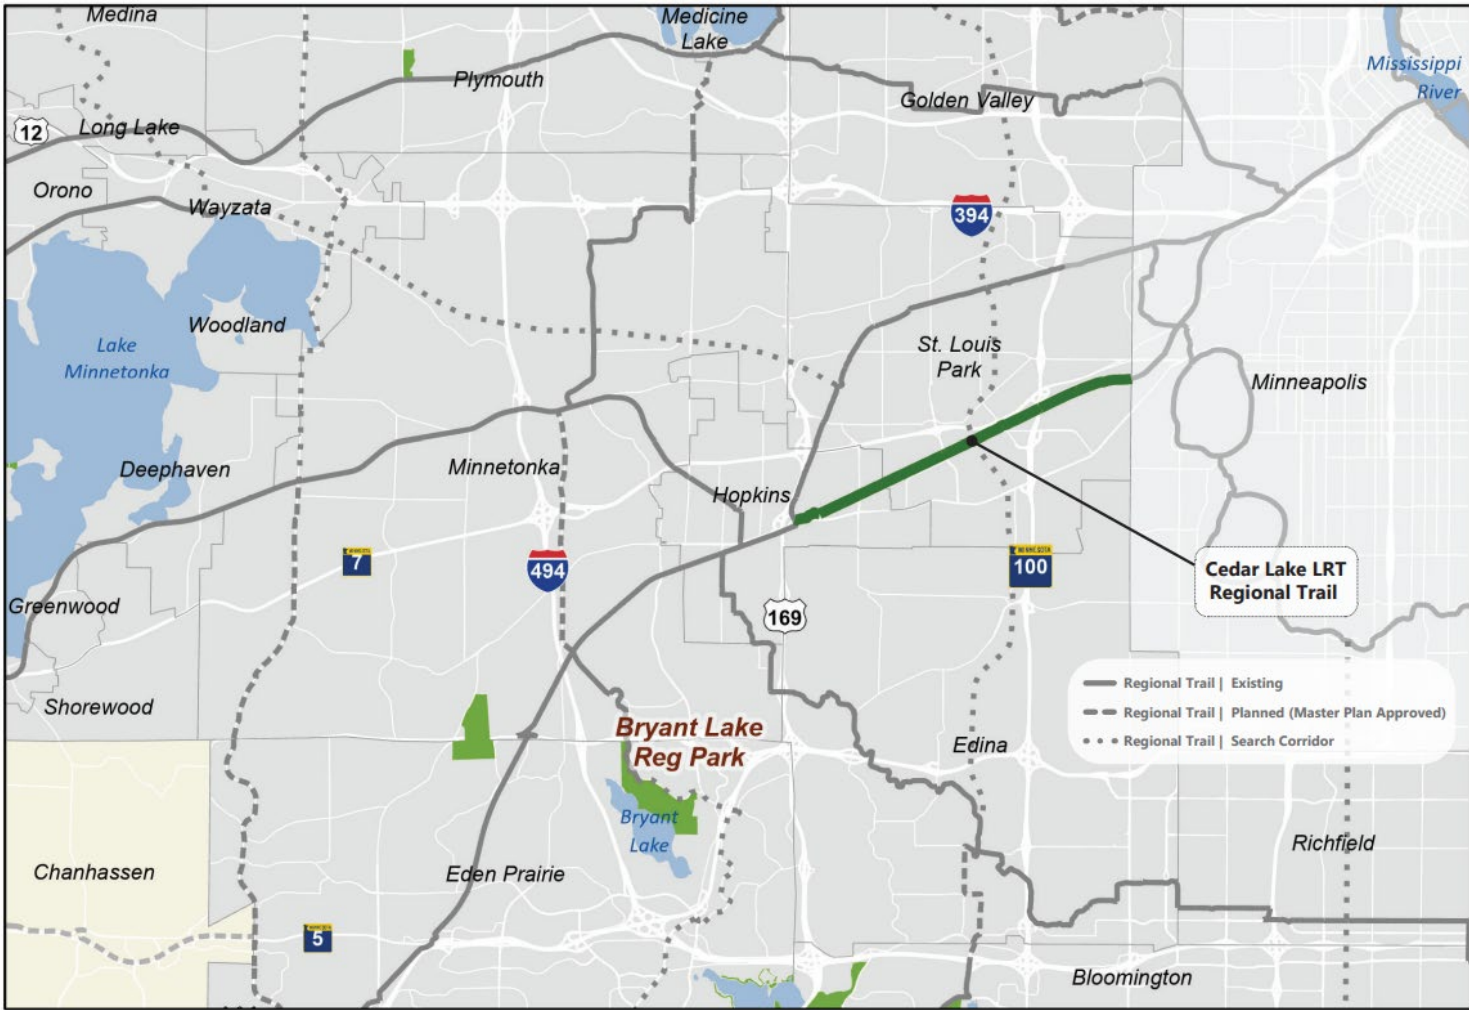 Medina
Medicine
Lake
Mississippi
River
Plymouth
Golden Valley
12
Long Lake
Orono
Wayzata
394
Woodland
Lake
Minnetonka
St. Louis
Park
Minneapolis
Deephaven
Minnetonka
Hopkins
MINNESOTA
7
494
MINNESOTA
100
Cedar Lake LRT
Regional Trail
Greenwood
169
Regional Trail | Existing
Regional Trail | Planned (Master Plan Approved)
Regional Trail | Search Corridor
Shorewood
Bryant Lake
Reg Park
Edina
Bryant
Lake
Richfield
Chanhassen
Eden Prairie
MINNESOTA
5
Bloomington